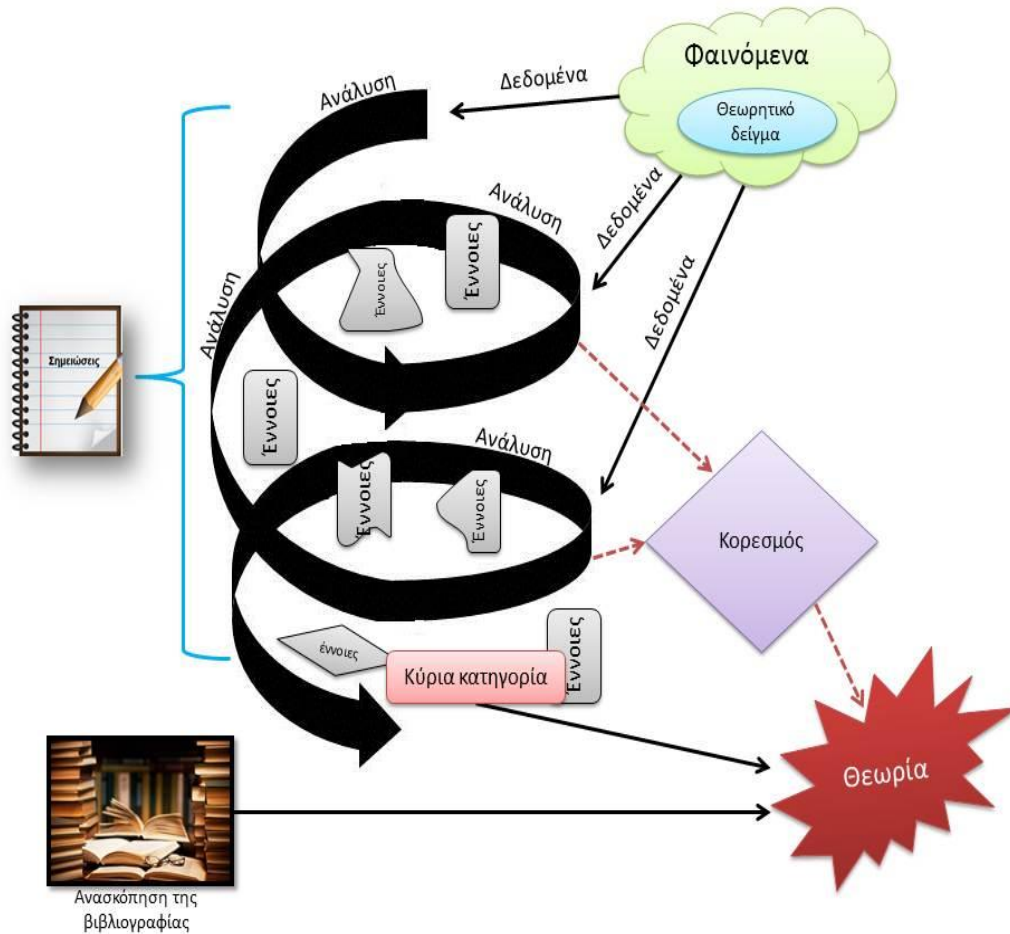 Φαινόμενα
Θεωρητικό
δείγμα
Δεδομένα
Ανάλυση
Δεδομένα
Ανάλυση
Έννοιες
Έννοιες
Δεδομένα
Ανάλυση
Σημειώσεις
Έννοιες
Ανάλυση
Έννοιες
Έννοιες
Κορεσμός
έννοιες
Κύρια κατηγορία
Έννοιες
Θεωρία
Ανασκόπηση της
βιβλιογραφίας